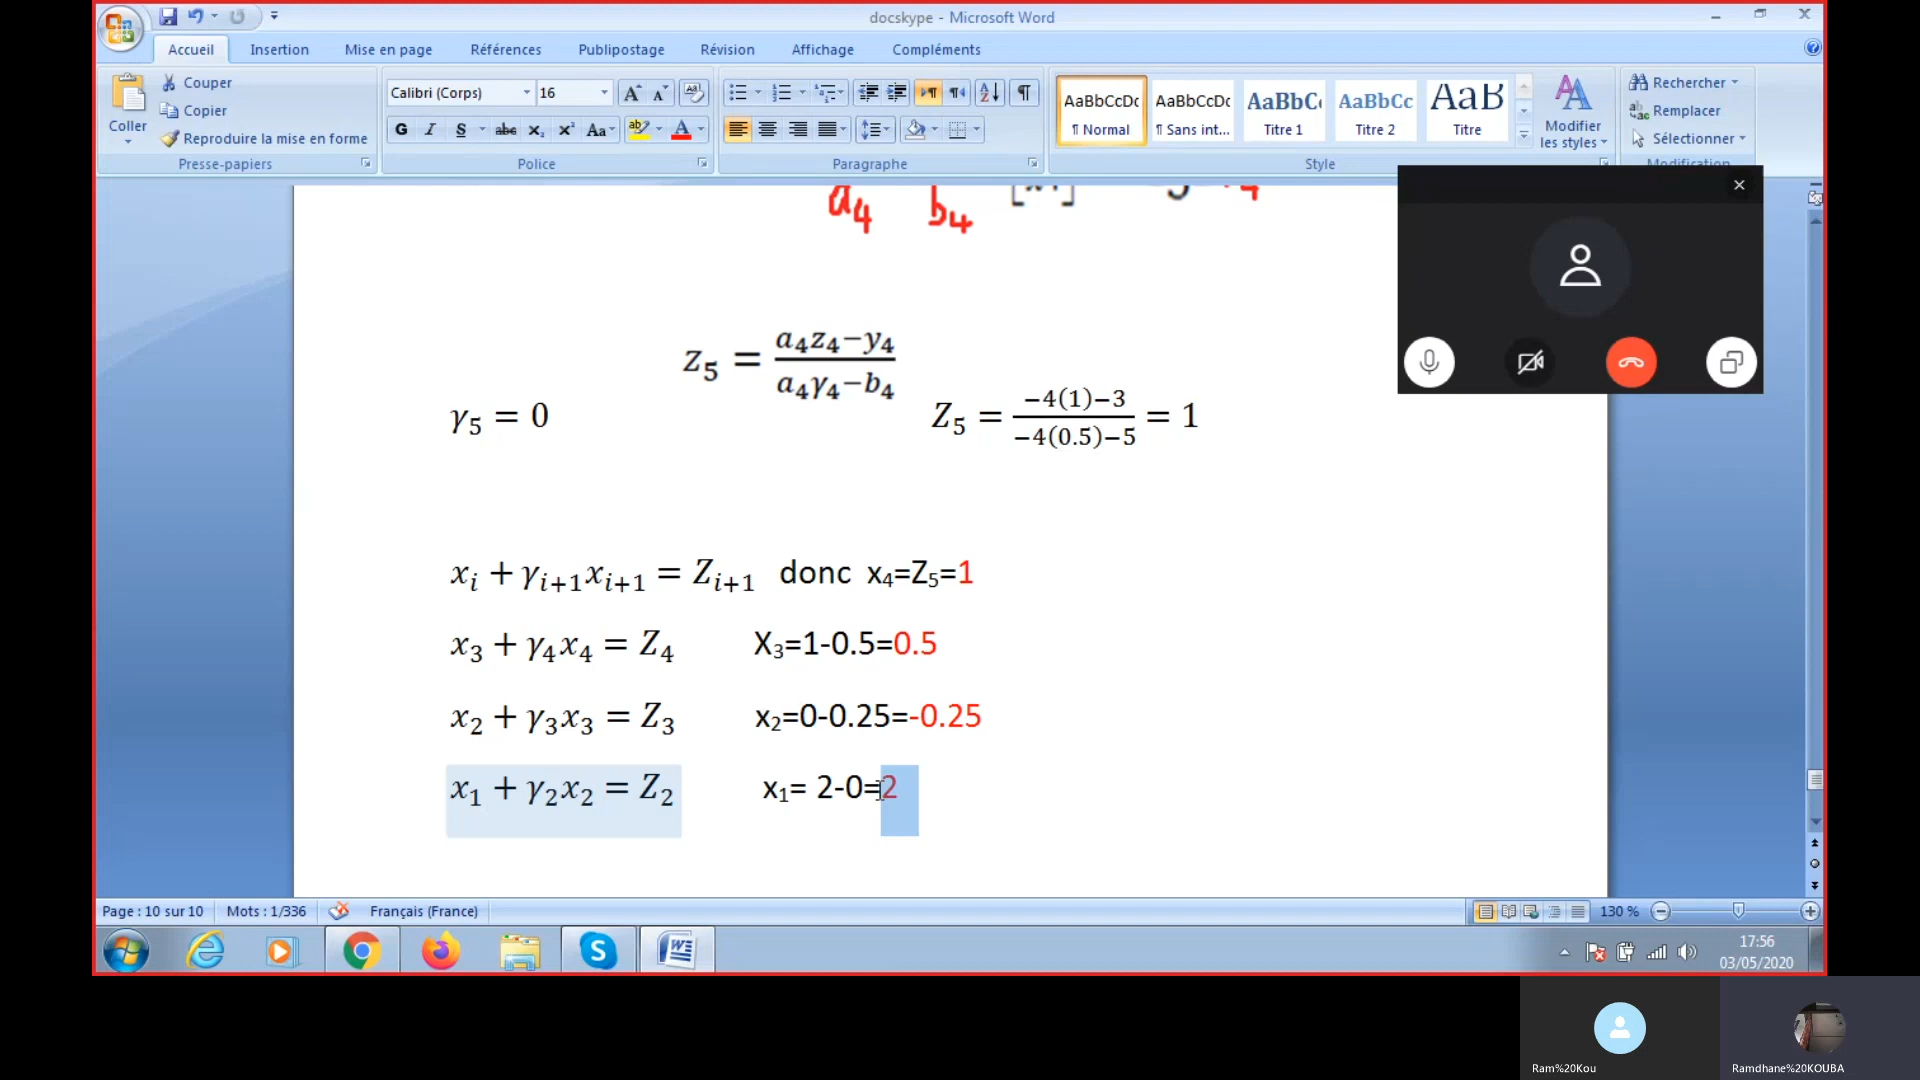 docskype - Microsoft Word
Accueil Insertion Mise en page Références Publipostage Révision Affichage Compléments
Coller
Couper
Copier
Reproduire la mise en forme
Presse-papiers
Calibri (Corps) 16
G I S abc X₂ X² Aa
Police
Paragraphe
AaBbCcDc AaBbCcDc AaBbC AaBbCc AaB
¶ Normal ¶ Sans int... Titre 1 Titre 2 Titre
Modifier
les styles
Style
Rechercher
Remplacer
Sélectionner
Modification
a₄ b₄
z₅ = (a₄z₄−y₄)/(a₄γ₄−b₄)
γ₅ = 0 Z₅ = (−4(1)−3)/(−4(0.5)−5) = 1
xᵢ + γᵢ₊₁xᵢ₊₁ = Zᵢ₊₁ donc x₄=Z₅=1
x₃ + γ₄x₄ = Z₄ X₃=1-0.5=0.5
x₂ + γ₃x₃ = Z₃ x₂=0-0.25=-0.25
x₁ + γ₂x₂ = Z₂ x₁= 2-0=2
Page : 10 sur 10 Mots : 1/336 Français (France) 130 %
17:56
03/05/2020
Ram%20Kou Ramdhane%20KOUBA